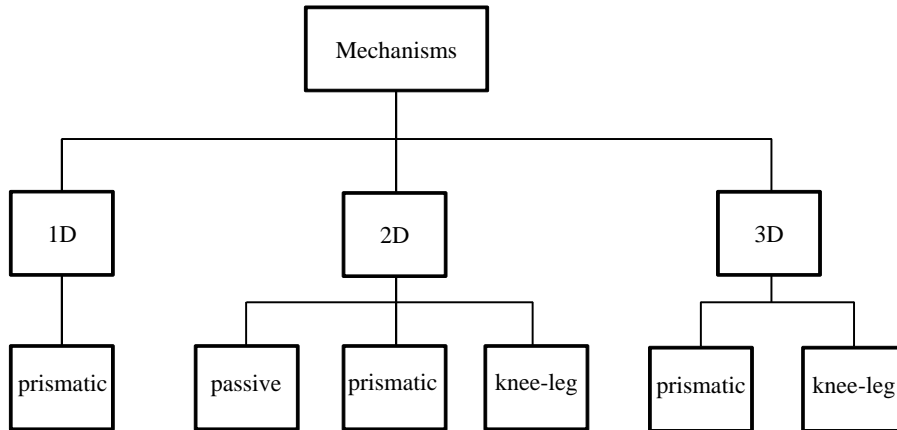 Mechanisms
1D
2D
3D
prismatic
passive
prismatic
knee-leg
prismatic
knee-leg